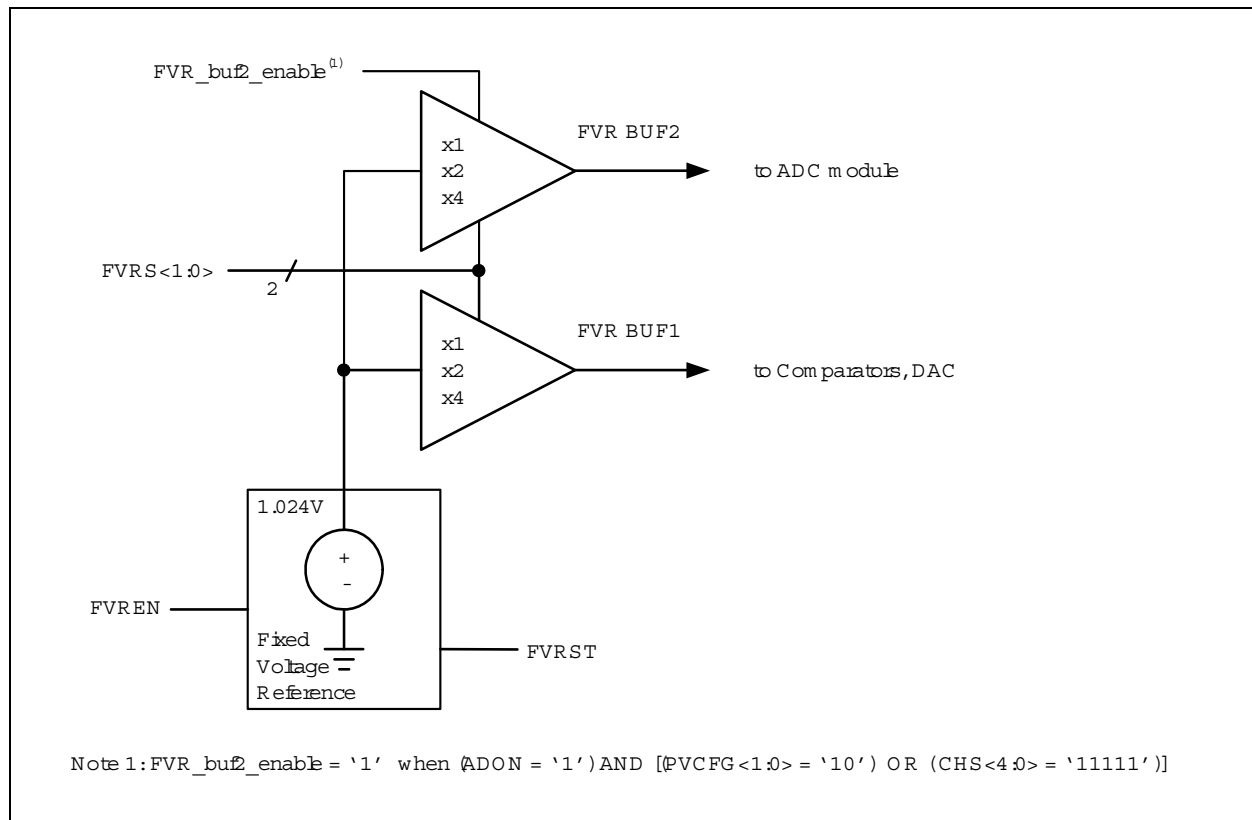 FVR_buf2_enable(1)
x1
x2
x4
FVR BUF2
to ADC module
FVRS<1:0>
2
x1
x2
x4
FVR BUF1
to Comparators, DAC
1.024V
+
-
FVREN
Fixed
Voltage
Reference
FVRST
Note 1: FVR_buf2_enable = ‘1’ when (ADON = ‘1’) AND [(PVCFG<1:0> = ‘10’) OR (CHS<4:0> = ‘11111’)]